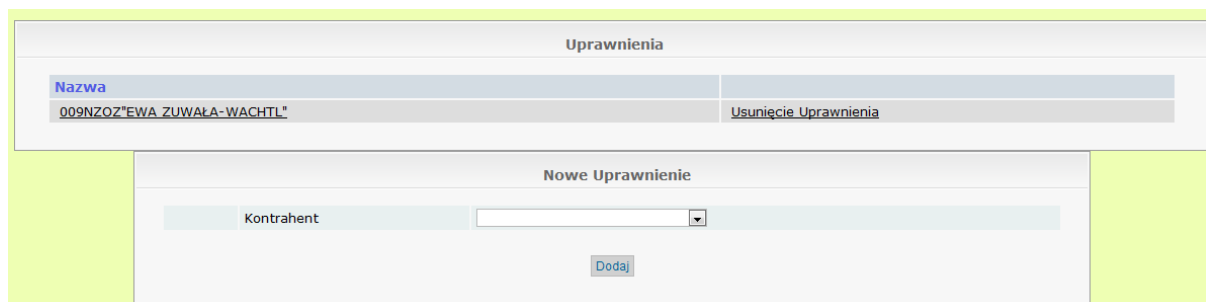 Uprawnienia
Nazwa
009NZOZ"EWA ZUWAŁA-WACHTL" Usunięcie Uprawnienia
Nowe Uprawnienie
Kontrahent
Dodaj